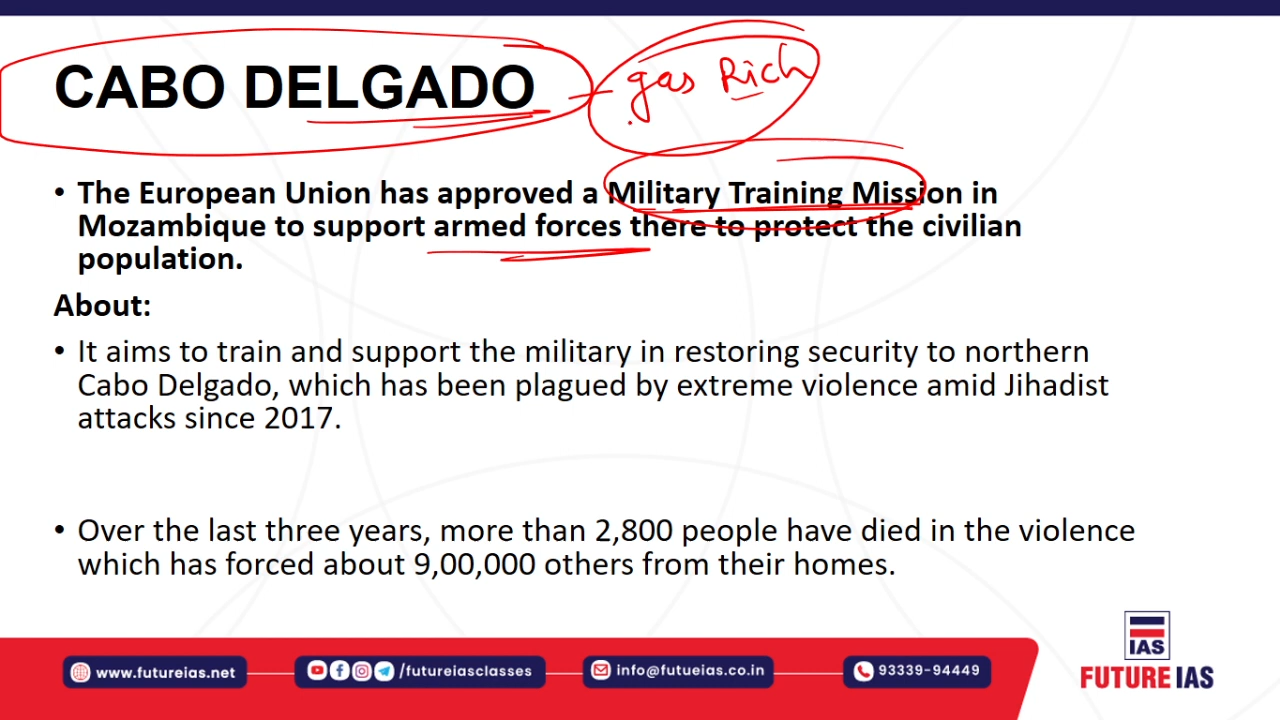 CABO DELGADO
gas Rich
• The European Union has approved a Military Training Mission in
Mozambique to support armed forces there to protect the civilian
population.
About:
• It aims to train and support the military in restoring security to northern
Cabo Delgado, which has been plagued by extreme violence amid Jihadist
attacks since 2017.
• Over the last three years, more than 2,800 people have died in the violence
which has forced about 9,00,000 others from their homes.
IAS
FUTURE IAS
www.futureias.net
/futureiasclasses
info@futueias.co.in
93339-94449